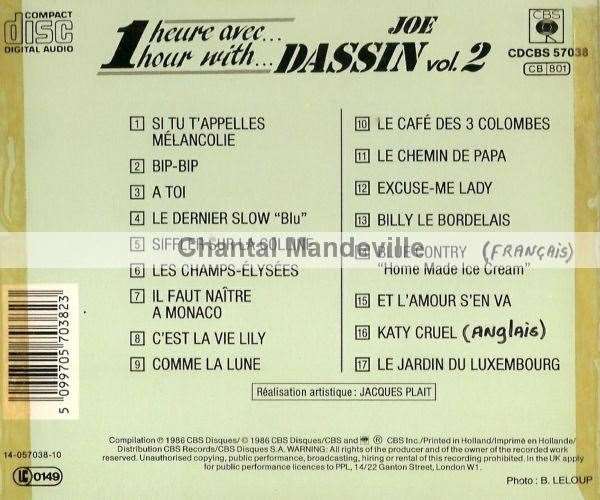 COMPACT
disc
DIGITAL AUDIO
1 heure avec...
1 hour with...
JOE
DASSIN vol. 2
CBS
CDCBS 57038
CB 801
1 SI TU T'APPELLES
MÉLANCOLIE
2 BIP-BIP
3 A TOI
4 LE DERNIER SLOW "Blu"
5 SIFFLER SUR LA COLLINE
6 LES CHAMPS-ELYSÉES
7 IL FAUT NAÎTRE
A MONACO
8 C'EST LA VIE LILY
9 COMME LA LUNE
10 LE CAFÉ DES 3 COLOMBES
11 LE CHEMIN DE PAPA
12 EXCUSE-ME LADY
13 BILLY LE BORDELAIS
14 BLUE CONTRY (FRANÇAIS)
"Home Made Ice Cream"
15 ET L'AMOUR S'EN VA
16 KATY CRUEL (Anglais)
17 LE JARDIN DU LUXEMBOURG
Chantal Mandeville
Réalisation artistique : JACQUES PLAIT
5 099705 703823
Compilation ℗ 1986 CBS Disques/ © 1986 CBS Disques/CBS and ® CBS Inc./Printed in Holland/Imprimé en Hollande/
Distribution CBS Records/CBS Disques S.A. WARNING: All rights of the producer and of the owner of the recorded work
reserved. Unauthorised copying, public performance, broadcasting, hiring or rental of this recording prohibited. In the UK apply
for public performance licences to PPL, 14/22 Ganton Street, London W1.
14-057038-10
LC 0149
Photo : B. LELOUP